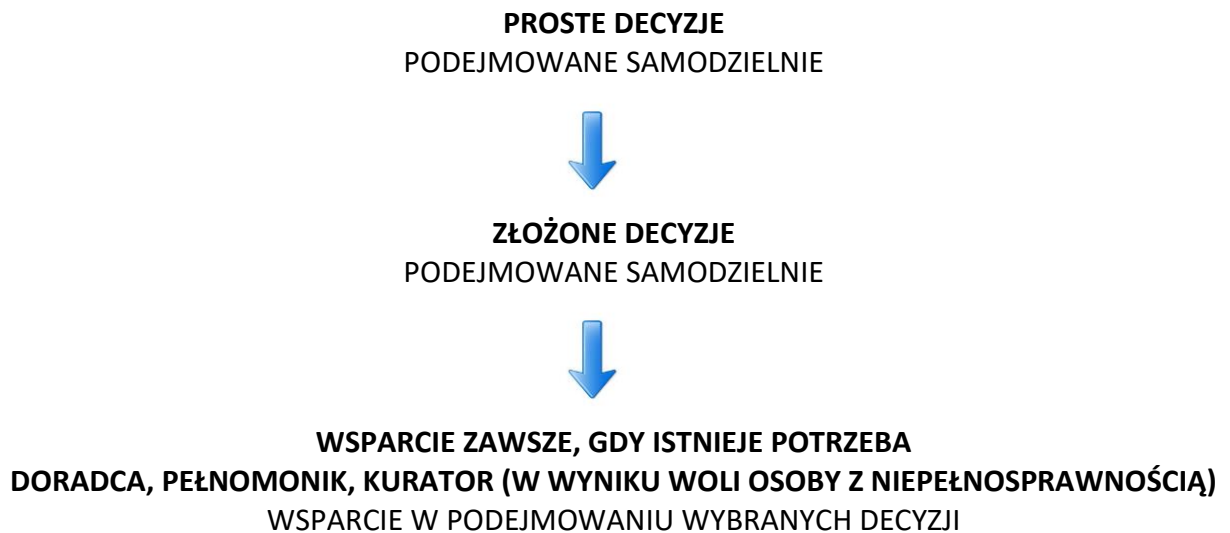 PROSTE DECYZJE
PODEJMOWANE SAMODZIELNIE
ZŁOŻONE DECYZJE
PODEJMOWANE SAMODZIELNIE
WSPARCIE ZAWSZE, GDY ISTNIEJE POTRZEBA
DORADCA, PEŁNOMONIK, KURATOR (W WYNIKU WOLI OSOBY Z NIEPEŁNOSPRAWNOŚCIĄ)
WSPARCIE W PODEJMOWANIU WYBRANYCH DECYZJI